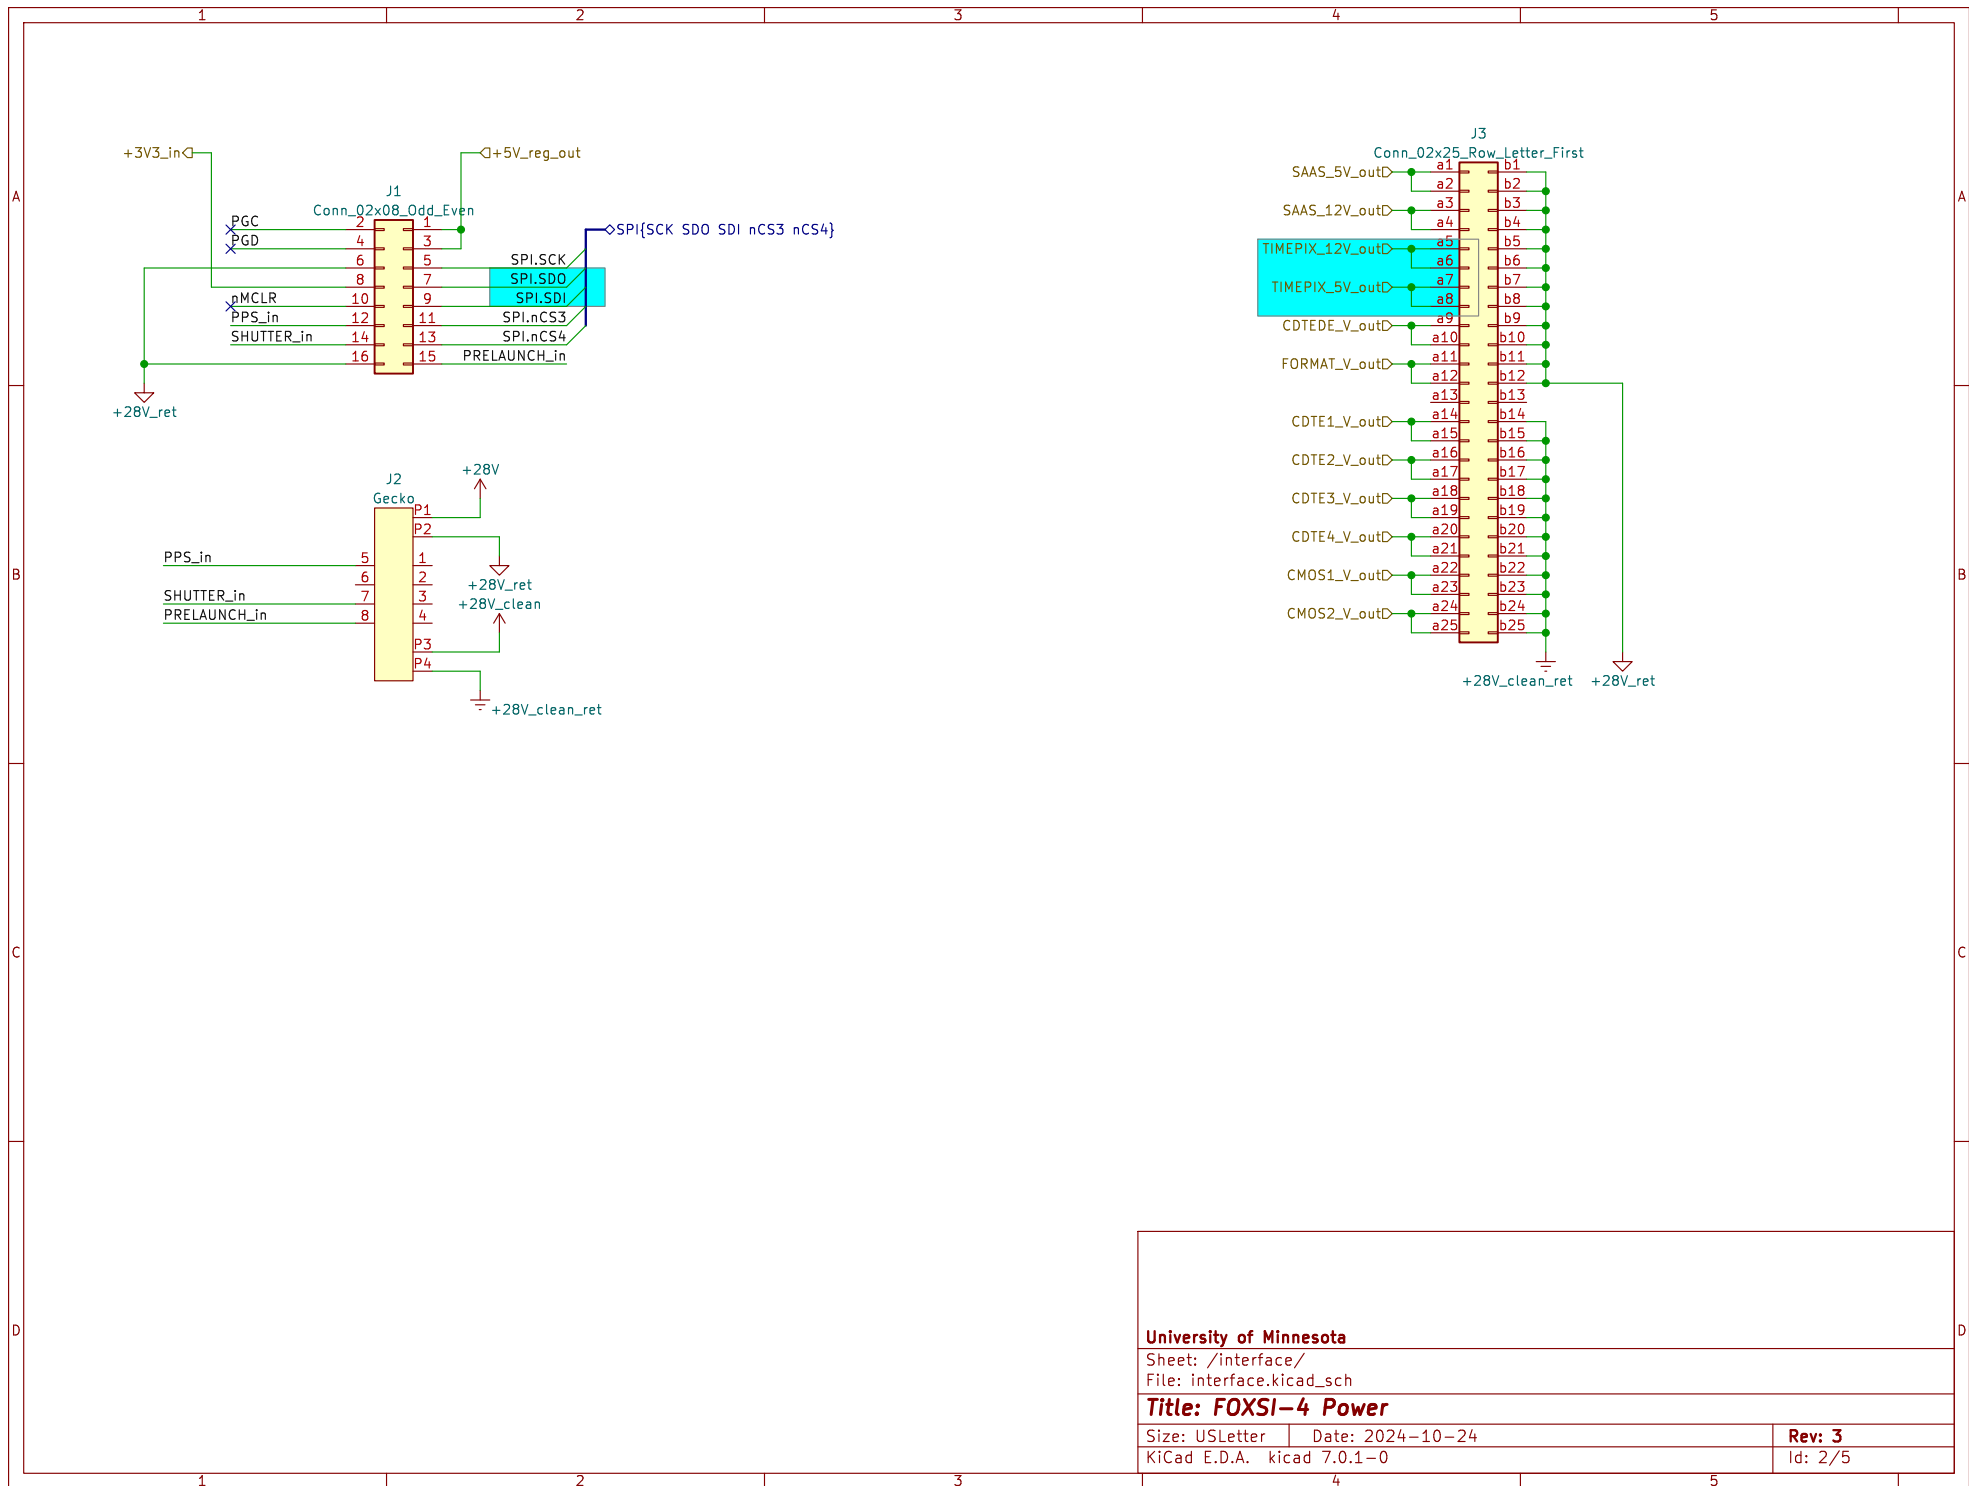 1 2 3 4 5
A A
B B
C C
D D
+3V3_in
+5V_reg_out
J1
Conn_02x08_Odd_Even
PGC 2 1
PGD 4 3
6 5 SPI.SCK
8 7 SPI.SDO
nMCLR 10 9 SPI.SDI
PPS_in 12 11 SPI.nCS3
SHUTTER_in 14 13 SPI.nCS4
16 15 PRELAUNCH_in
SPI{SCK SDO SDI nCS3 nCS4}
+28V_ret
J2
Gecko
+28V
P1
P2
PPS_in 5 1
6 2
SHUTTER_in 7 3
PRELAUNCH_in 8 4
P3
P4
+28V_ret
+28V_clean
+28V_clean_ret
J3
Conn_02x25_Row_Letter_First
SAAS_5V_out a1 b1
a2 b2
SAAS_12V_out a3 b3
a4 b4
TIMEPIX_12V_out a5 b5
a6 b6
TIMEPIX_5V_out a7 b7
a8 b8
CDTEDE_V_out a9 b9
a10 b10
FORMAT_V_out a11 b11
a12 b12
a13 b13
CDTE1_V_out a14 b14
a15 b15
CDTE2_V_out a16 b16
a17 b17
CDTE3_V_out a18 b18
a19 b19
CDTE4_V_out a20 b20
a21 b21
CMOS1_V_out a22 b22
a23 b23
CMOS2_V_out a24 b24
a25 b25
+28V_clean_ret +28V_ret
University of Minnesota
Sheet: /interface/
File: interface.kicad_sch
Title: FOXSI-4 Power
Size: USLetter Date: 2024-10-24 Rev: 3
KiCad E.D.A. kicad 7.0.1-0 Id: 2/5
1 2 3 4 5